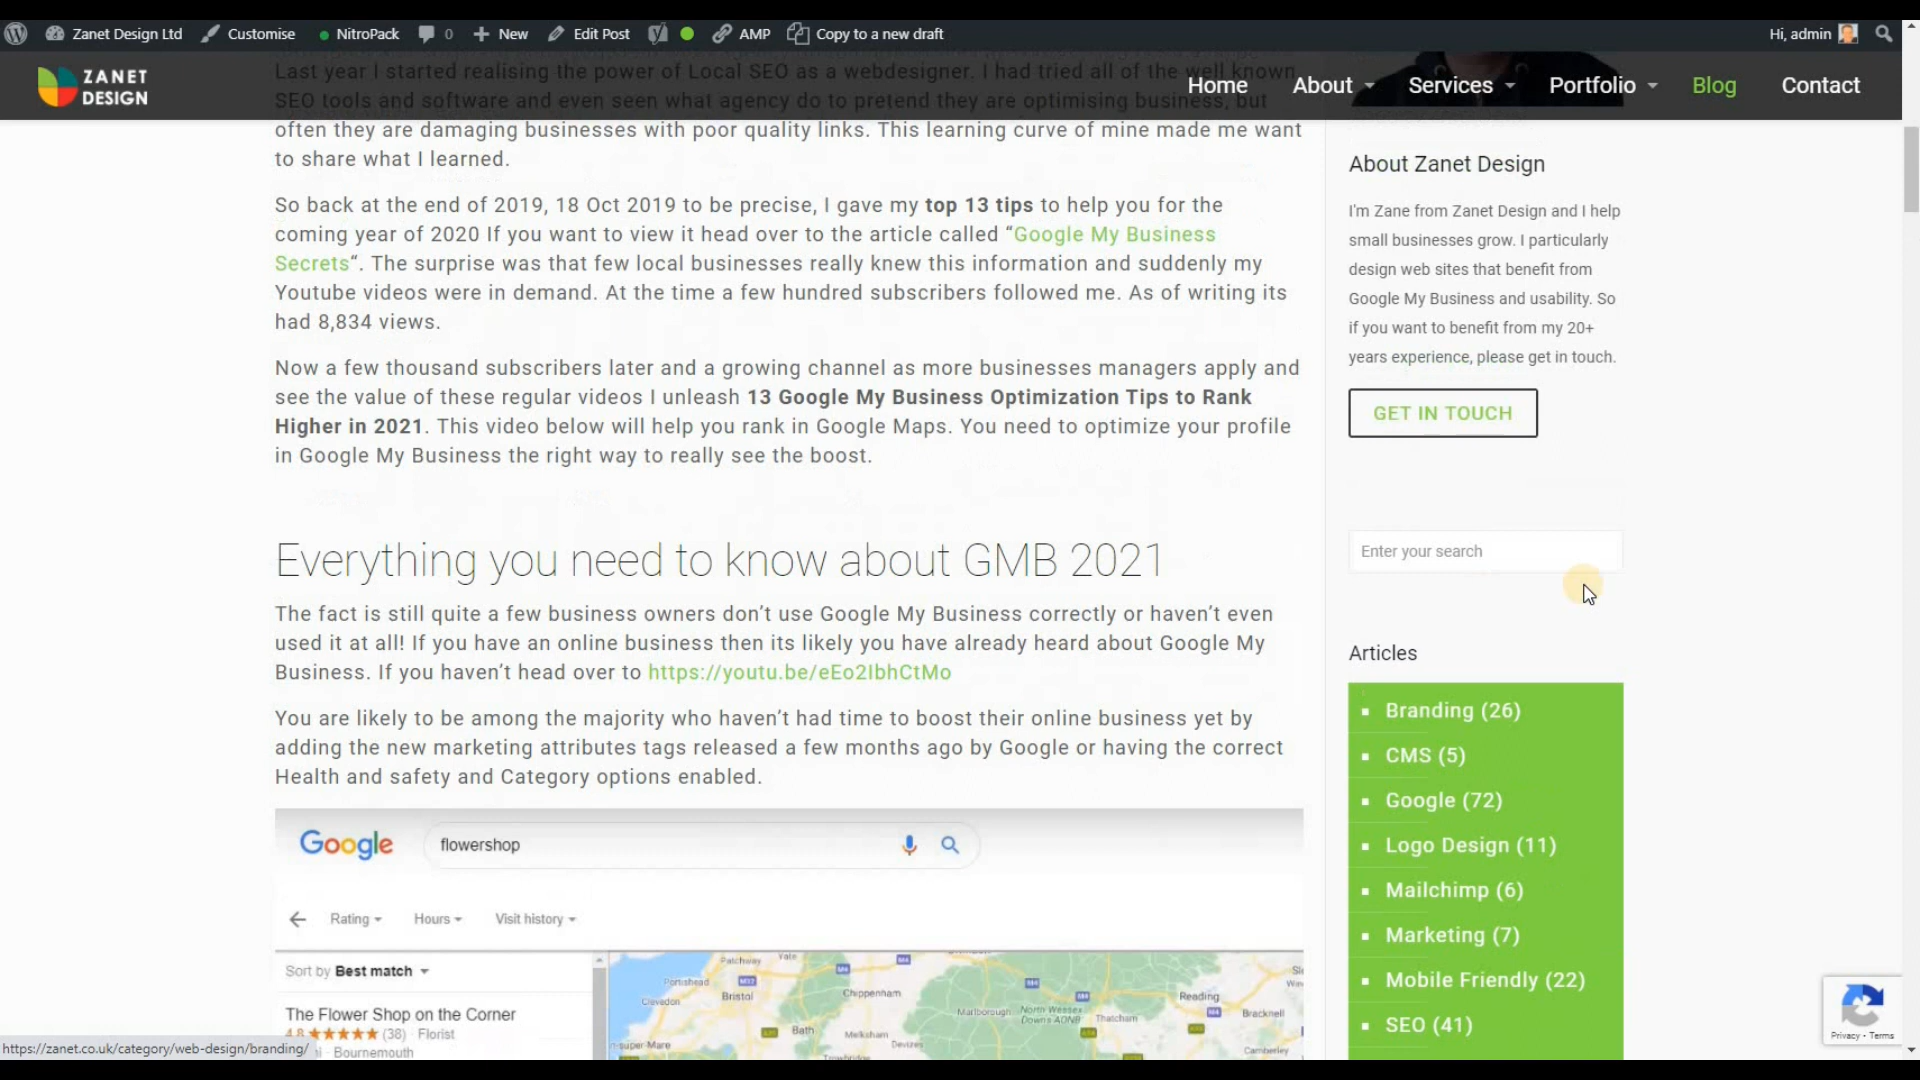 Zanet Design Ltd Customise NitroPack 0 New Edit Post AMP Copy to a new draft Hi, admin
ZANET DESIGN
Home About Services Portfolio Blog Contact
Last year I started realising the power of Local SEO as a webdesigner. I had tried all of the well known
SEO tools and software and even seen what agency do to pretend they are optimising business, but
often they are damaging businesses with poor quality links. This learning curve of mine made me want
to share what I learned.
So back at the end of 2019, 18 Oct 2019 to be precise, I gave my top 13 tips to help you for the
coming year of 2020 If you want to view it head over to the article called “Google My Business
Secrets“. The surprise was that few local businesses really knew this information and suddenly my
Youtube videos were in demand. At the time a few hundred subscribers followed me. As of writing its
had 8,834 views.
Now a few thousand subscribers later and a growing channel as more businesses managers apply and
see the value of these regular videos I unleash 13 Google My Business Optimization Tips to Rank
Higher in 2021. This video below will help you rank in Google Maps. You need to optimize your profile
in Google My Business the right way to really see the boost.
Everything you need to know about GMB 2021
The fact is still quite a few business owners don’t use Google My Business correctly or haven’t even
used it at all! If you have an online business then its likely you have already heard about Google My
Business. If you haven’t head over to https://youtu.be/eEo2IbhCtMo
You are likely to be among the majority who haven’t had time to boost their online business yet by
adding the new marketing attributes tags released a few months ago by Google or having the correct
Health and safety and Category options enabled.
Google flowershop
Rating Hours Visit history
Sort by Best match
The Flower Shop on the Corner
4.8 (38) Florist
Bournemouth
Patchway Yate
Portishead
Clevedon Bristol Chippenham
Bath Melksham Devizes
Marlborough North Wessex Downs AONB Thatcham
Reading
Bracknell
Trowbridge
Camberley
https://zanet.co.uk/category/web-design/branding/
About Zanet Design
I'm Zane from Zanet Design and I help
small businesses grow. I particularly
design web sites that benefit from
Google My Business and usability. So
if you want to benefit from my 20+
years experience, please get in touch.
GET IN TOUCH
Enter your search
Articles
Branding (26)
CMS (5)
Google (72)
Logo Design (11)
Mailchimp (6)
Marketing (7)
Mobile Friendly (22)
SEO (41)
Privacy - Terms